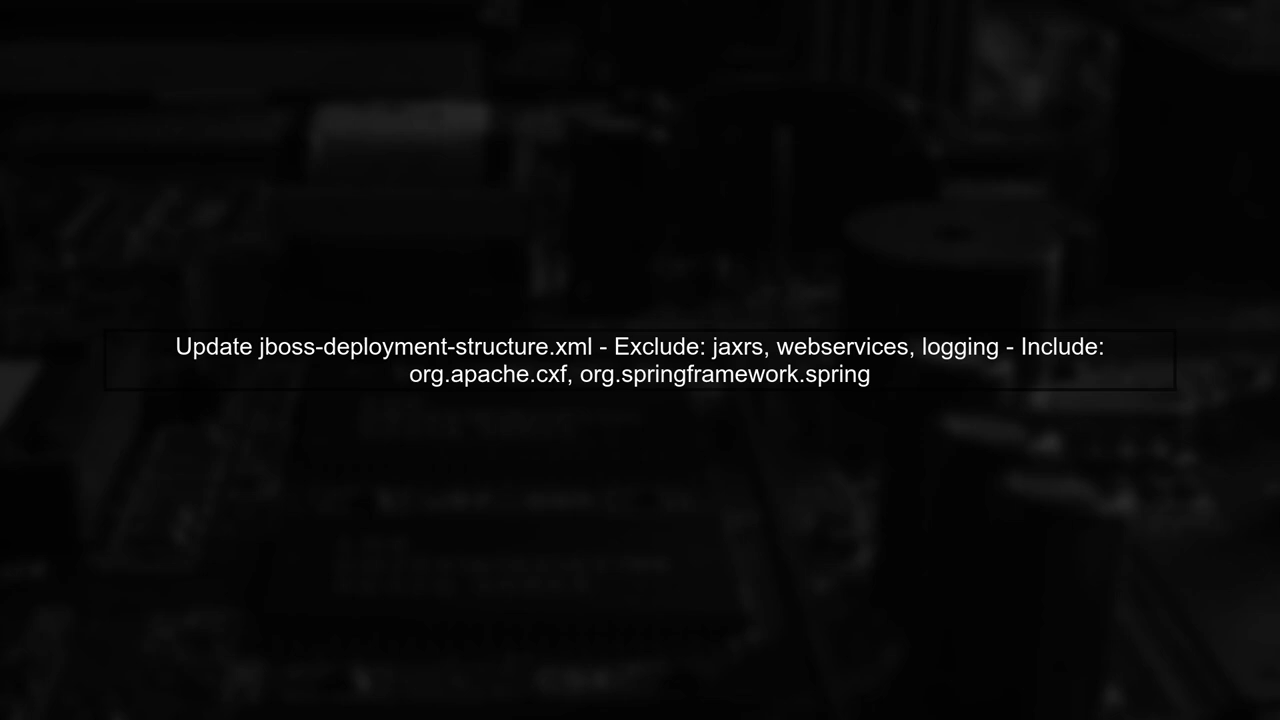 Update jboss-deployment-structure.xml - Exclude: jaxrs, webservices, logging - Include:
org.apache.cxf, org.springframework.spring